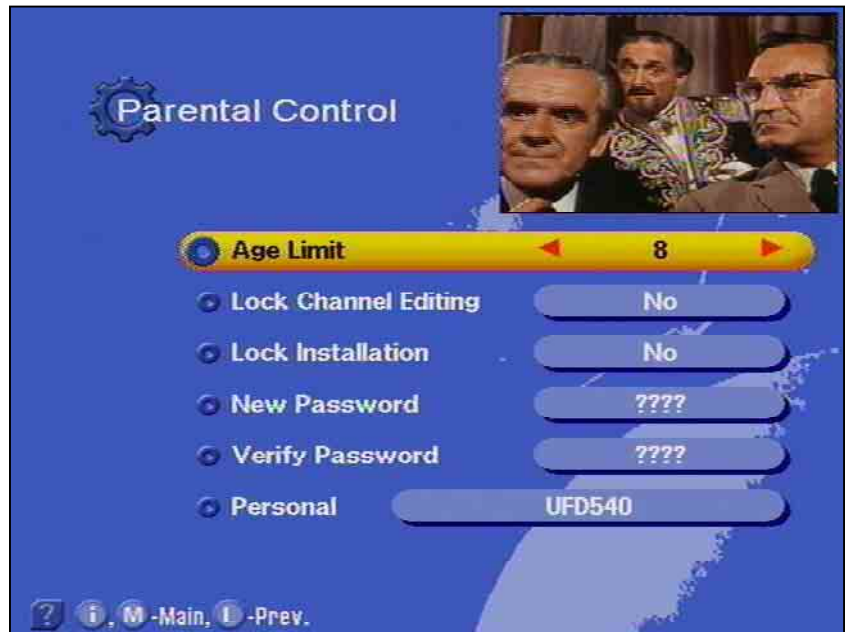 Parental Control
Age Limit 8
Lock Channel Editing No
Lock Installation No
New Password ????
Verify Password ????
Personal UFD540
? i, M -Main, L -Prev.